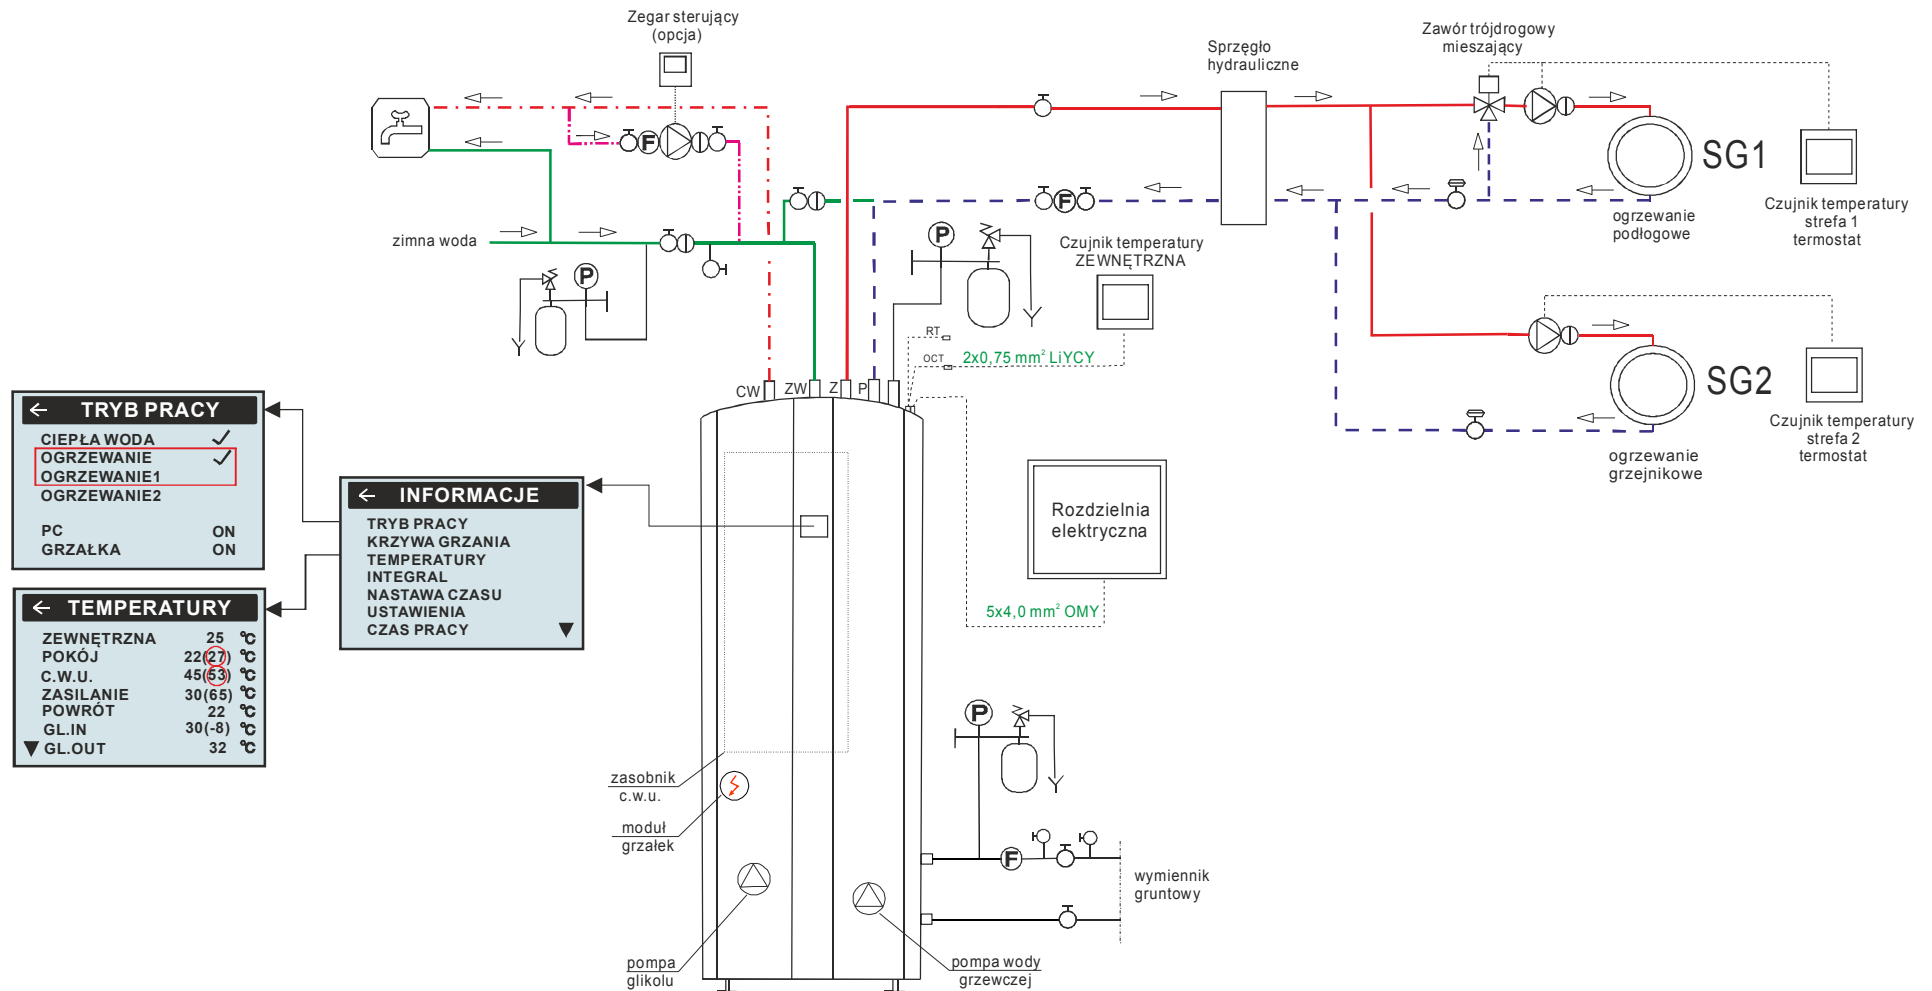 Zegar sterujący
(opcja)
Sprzęgło
hydrauliczne
Zawór trójdrogowy
mieszający
F
SG1
Czujnik temperatury
strefa 1
termostat
ogrzewanie
podłogowe
zimna woda
F
P
P
Czujnik temperatury
ZEWNĘTRZNA
RT
OCT
2x0,75 mm² LiYCY
CW
ZW
Z
P
SG2
Czujnik temperatury
strefa 2
termostat
ogrzewanie
grzejnikowe
← TRYB PRACY
CIEPŁA WODA ✓
OGRZEWANIE ✓
OGRZEWANIE1
OGRZEWANIE2
PC ON
GRZAŁKA ON
← INFORMACJE
TRYB PRACY
KRZYWA GRZANIA
TEMPERATURY
INTEGRAL
NASTAWA CZASU
USTAWIENIA
CZAS PRACY ▼
← TEMPERATURY
ZEWNĘTRZNA 25 °C
POKÓJ 22(27) °C
C.W.U. 45(53) °C
ZASILANIE 30(65) °C
POWRÓT 22 °C
GL.IN 30(-8) °C
▼ GL.OUT 32 °C
Rozdzielnia
elektryczna
5x4,0 mm² OMY
zasobnik
c.w.u.
moduł
grzałek
P
F
wymiennik
gruntowy
pompa
glikolu
pompa wody
grzewczej